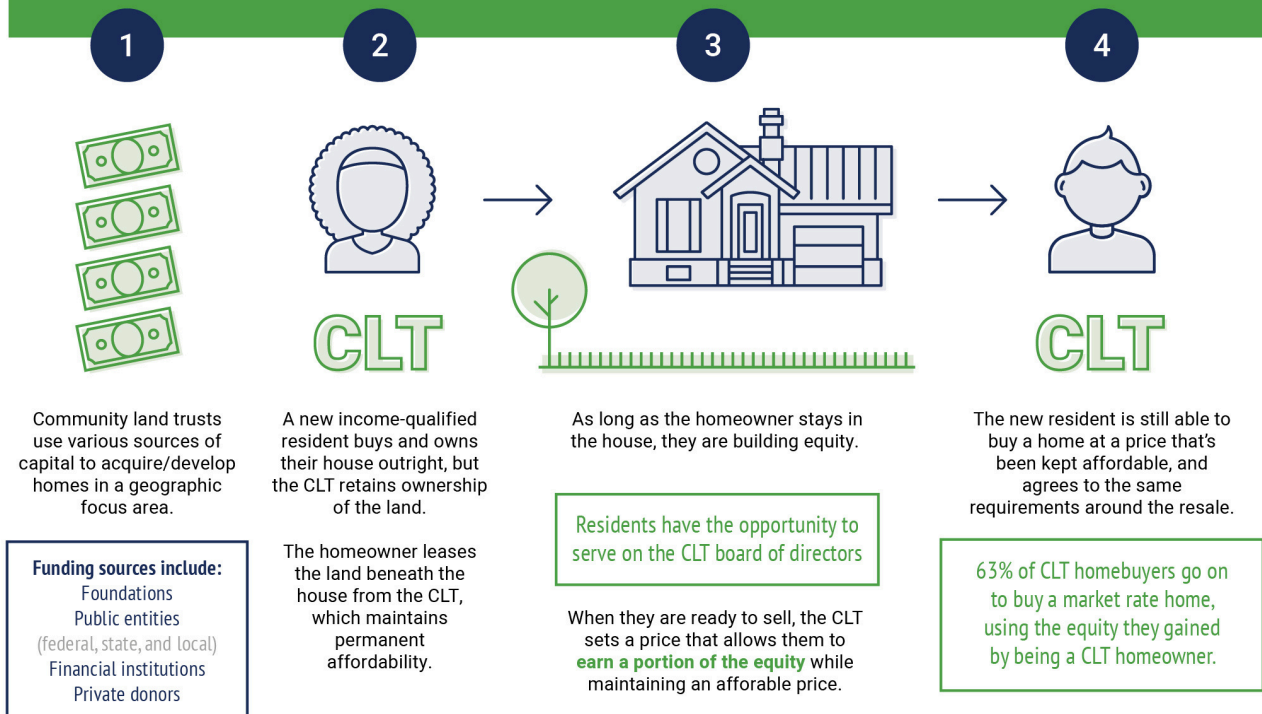 1
Community land trusts
use various sources of
capital to acquire/develop
homes in a geographic
focus area.
Funding sources include:
Foundations
Public entities
(federal, state, and local)
Financial institutions
Private donors
2
CLT
A new income-qualified
resident buys and owns
their house outright, but
the CLT retains ownership
of the land.
The homeowner leases
the land beneath the
house from the CLT,
which maintains
permanent
affordability.
3
As long as the homeowner stays in
the house, they are building equity.
Residents have the opportunity to
serve on the CLT board of directors
When they are ready to sell, the CLT
sets a price that allows them to
earn a portion of the equity while
maintaining an afforable price.
4
CLT
The new resident is still able to
buy a home at a price that's
been kept affordable, and
agrees to the same
requirements around the resale.
63% of CLT homebuyers go on
to buy a market rate home,
using the equity they gained
by being a CLT homeowner.